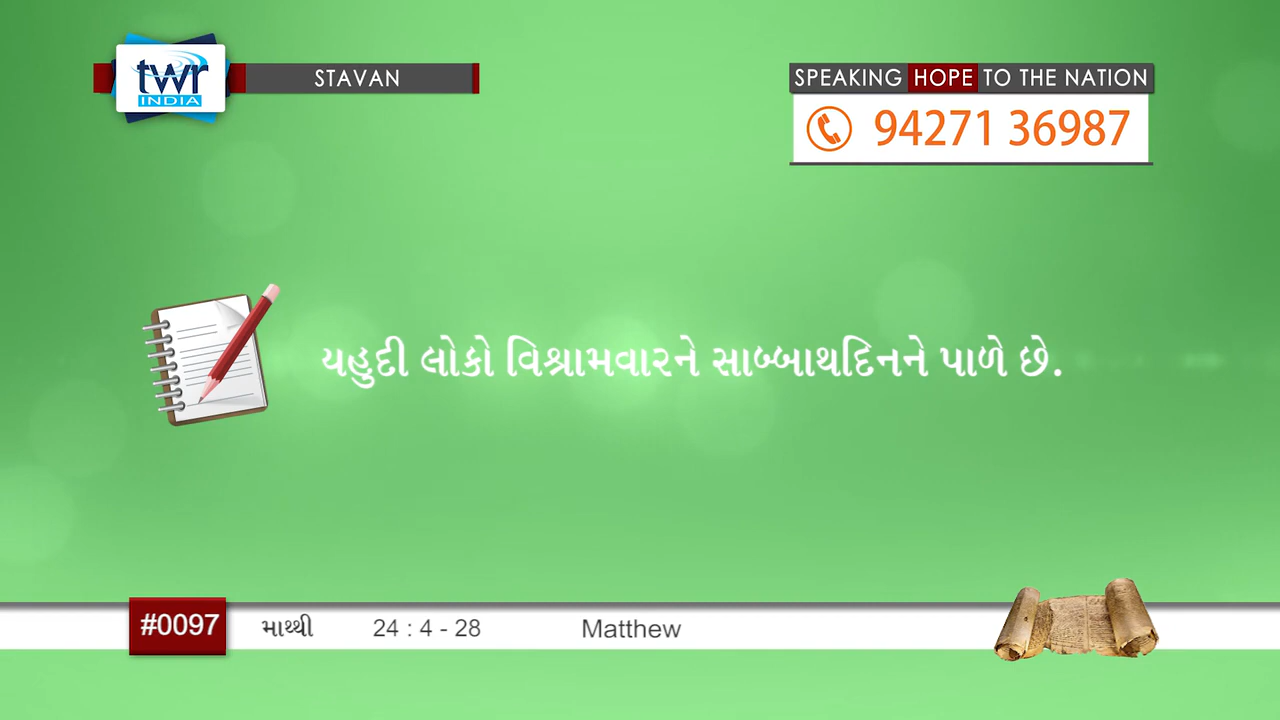 twr
INDIA
STAVAN
SPEAKING HOPE TO THE NATION
94271 36987
યહુદી લોકો વિશ્રામવારને સાબ્બાથદિનને પાળે છે.
#0097 માથ્થી 24 : 4 - 28 Matthew